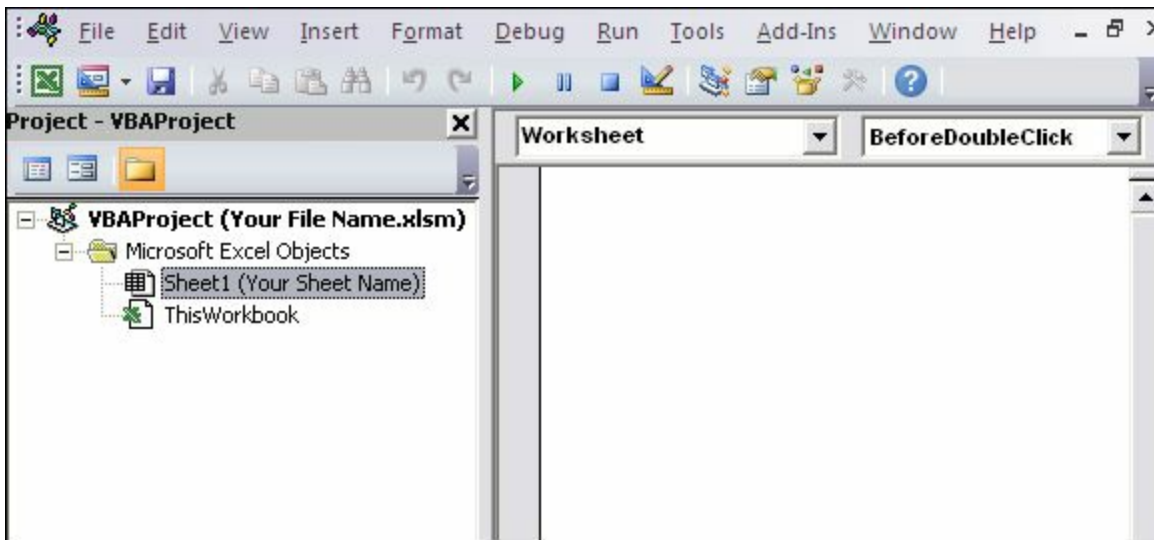 File Edit View Insert Format Debug Run Tools Add-Ins Window Help
Project - VBAProject
Worksheet BeforeDoubleClick
VBAProject (Your File Name.xlsm)
Microsoft Excel Objects
Sheet1 (Your Sheet Name)
ThisWorkbook